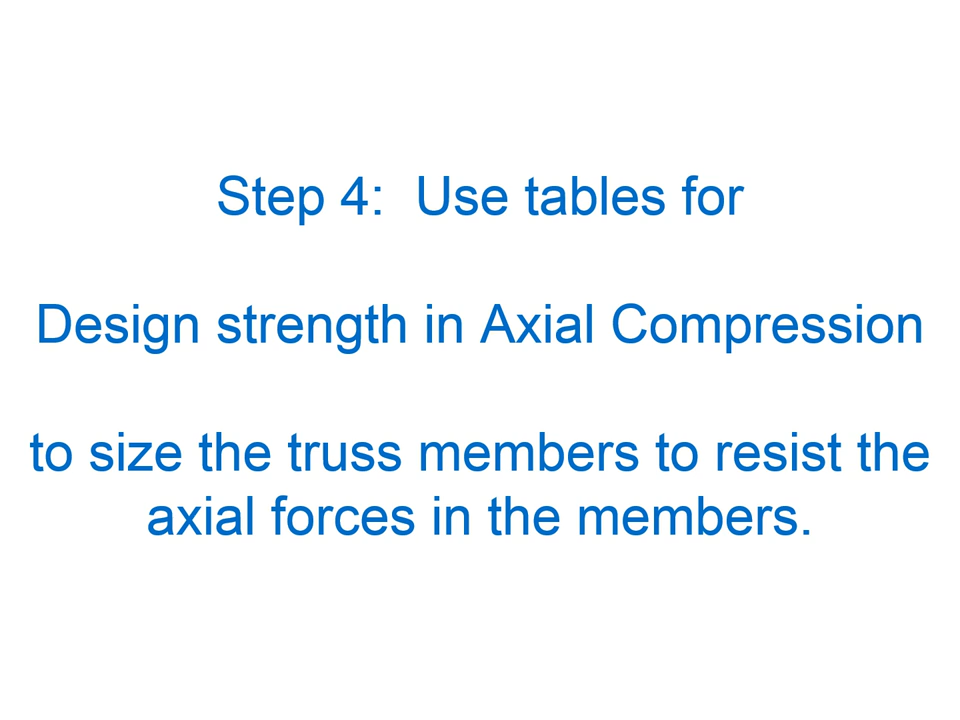 Step 4:  Use tables for
Design strength in Axial Compression
to size the truss members to resist the
axial forces in the members.